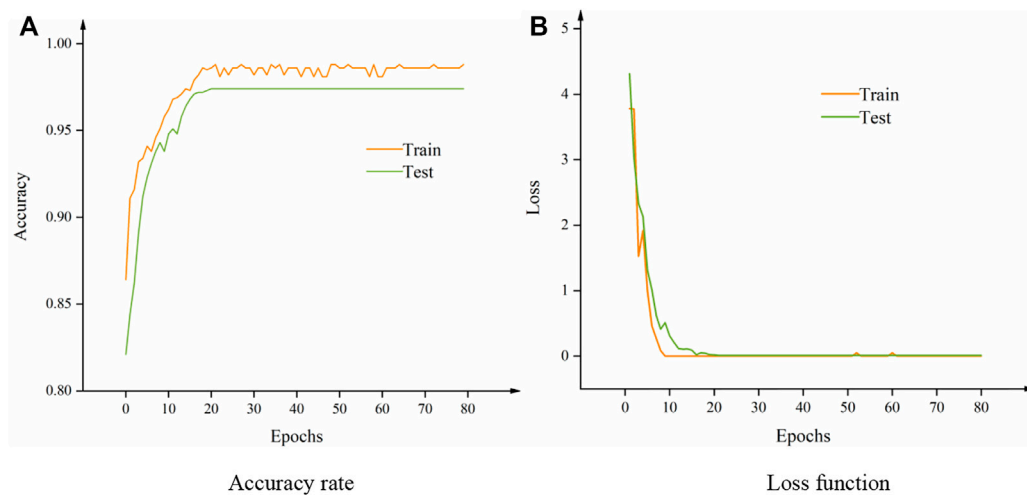 A
B
1.00
0.95
0.90
0.85
0.80
Accuracy
Train
Test
0 10 20 30 40 50 60 70 80
Epochs
5
4
3
2
1
0
Loss
Train
Test
0 10 20 30 40 50 60 70 80
Epochs
Accuracy rate
Loss function